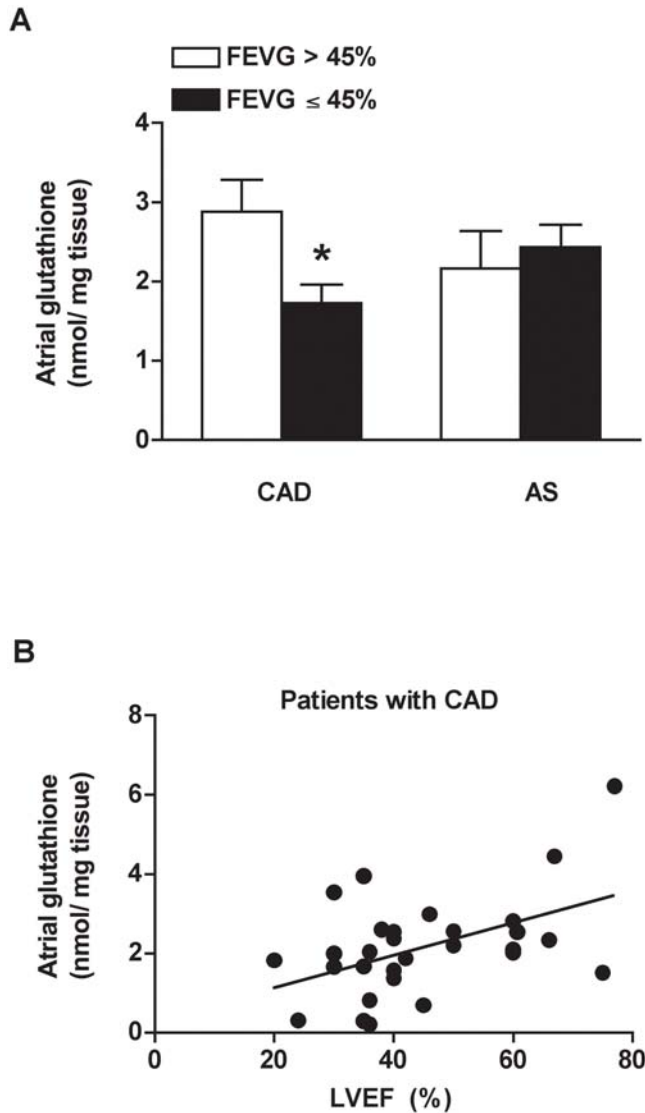 A
FEVG > 45%
FEVG ≤ 45%
Atrial glutathione
(nmol/ mg tissue)
4
3
2
1
0
*
CAD
AS
B
Patients with CAD
Atrial glutathione
(nmol/ mg tissue)
8
6
4
2
0
0
20
40
60
80
LVEF (%)